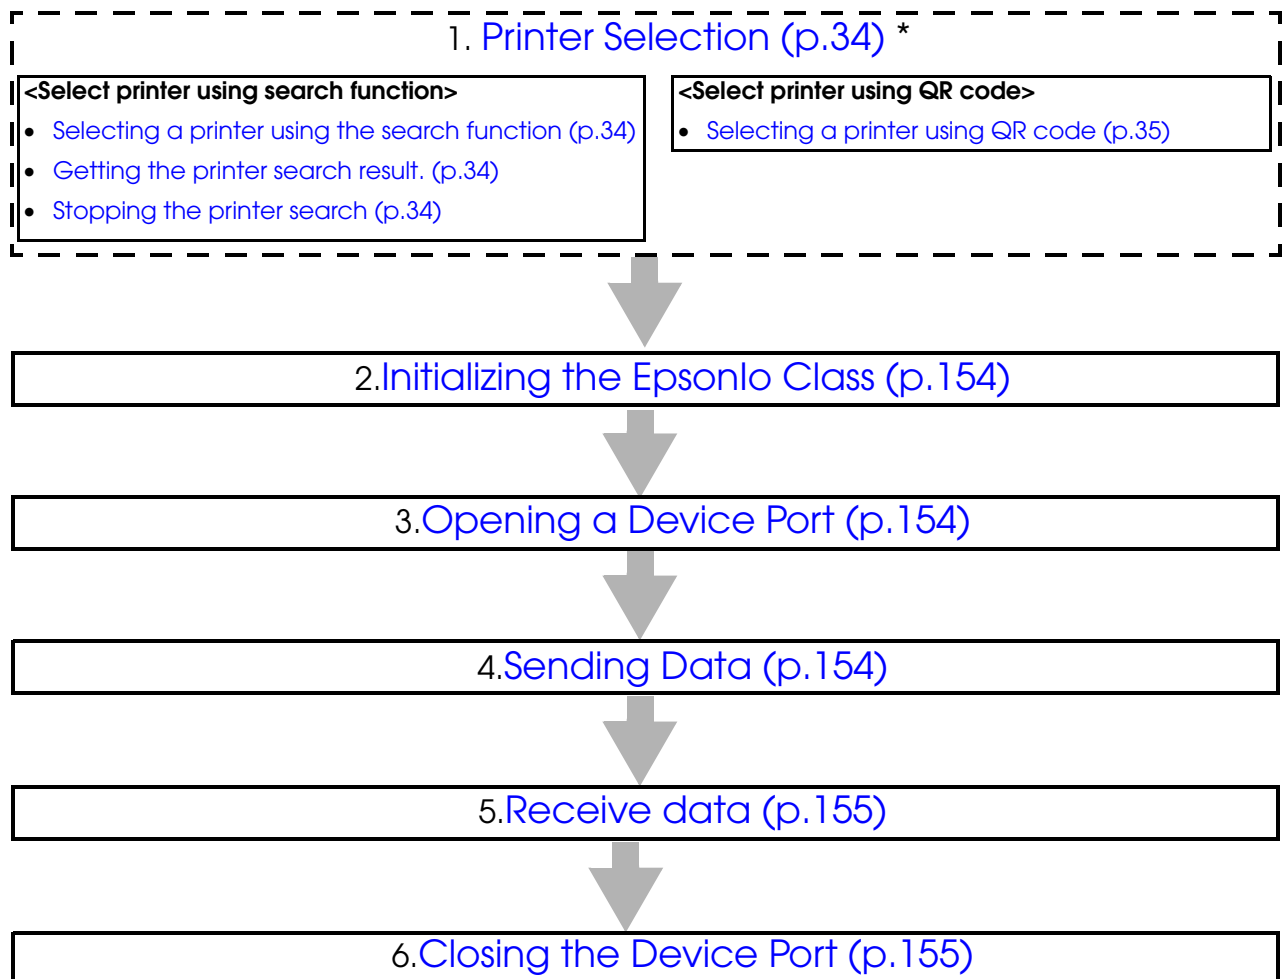 1. Printer Selection (p.34) *
<Select printer using search function>
• Selecting a printer using the search function (p.34)
• Getting the printer search result. (p.34)
• Stopping the printer search (p.34)
<Select printer using QR code>
• Selecting a printer using QR code (p.35)
2.Initializing the EpsonIo Class (p.154)
3.Opening a Device Port (p.154)
4.Sending Data (p.154)
5.Receive data (p.155)
6.Closing the Device Port (p.155)